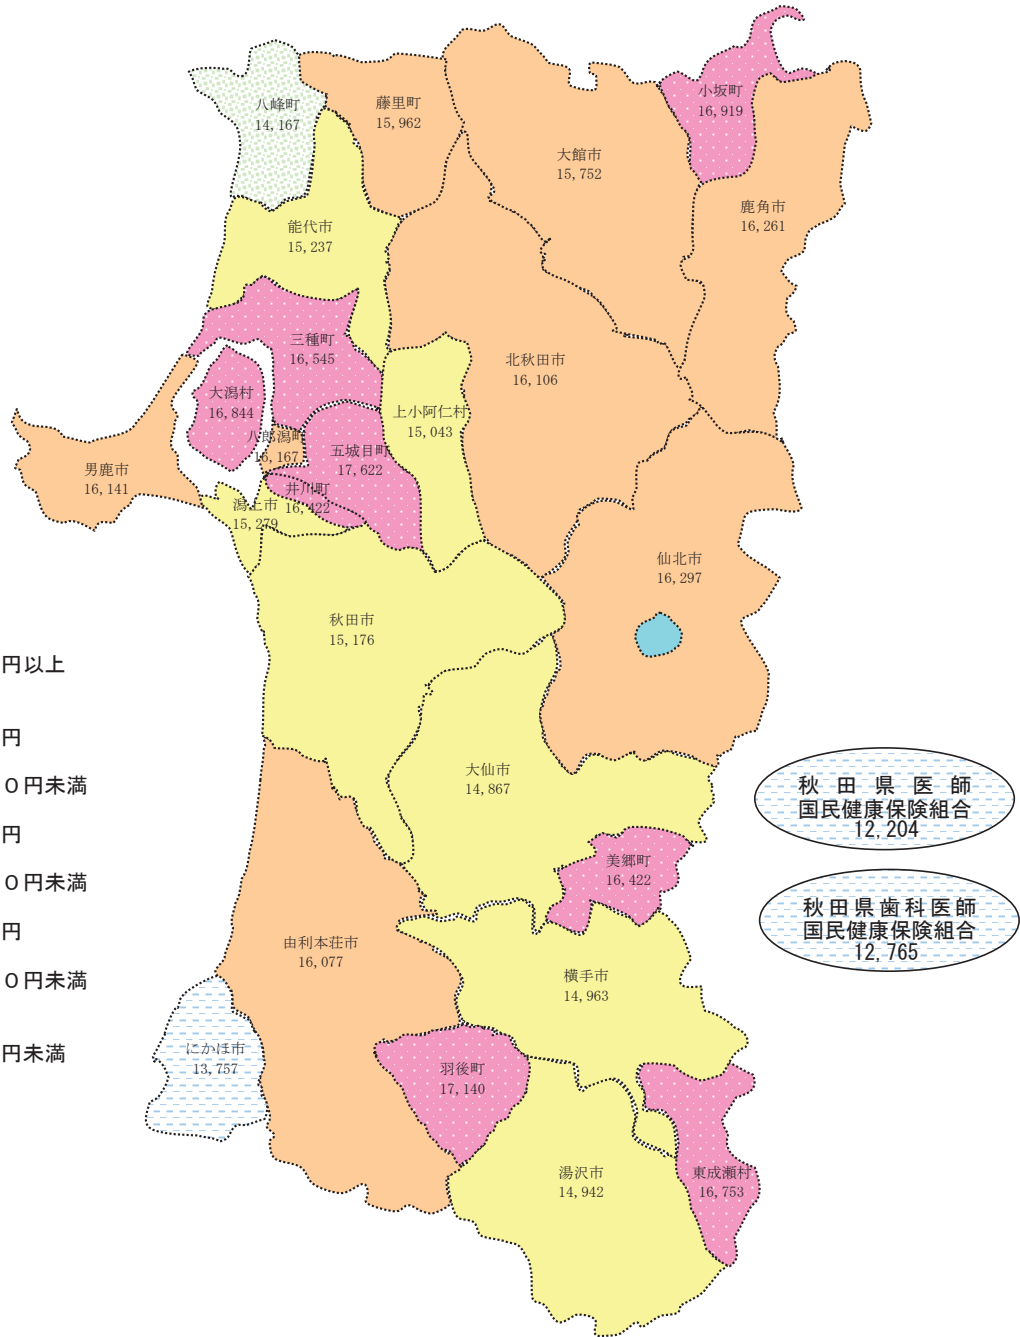 小坂町
16,919
八峰町
14,167
藤里町
15,962
大館市
15,752
鹿角市
16,261
能代市
15,237
三種町
16,545
北秋田市
16,106
大潟村
16,844
上小阿仁村
15,043
八郎潟町
16,167
五城目町
17,622
男鹿市
16,141
井川町
16,422
潟上市
15,279
仙北市
16,297
秋田市
15,176
円以上
円
０円未満
円
０円未満
円
０円未満
円未満
大仙市
14,867
秋田県医師
国民健康保険組合
12,204
美郷町
16,422
秋田県歯科医師
国民健康保険組合
12,765
由利本荘市
16,077
横手市
14,963
にかほ市
13,757
羽後町
17,140
湯沢市
14,942
東成瀬村
16,753